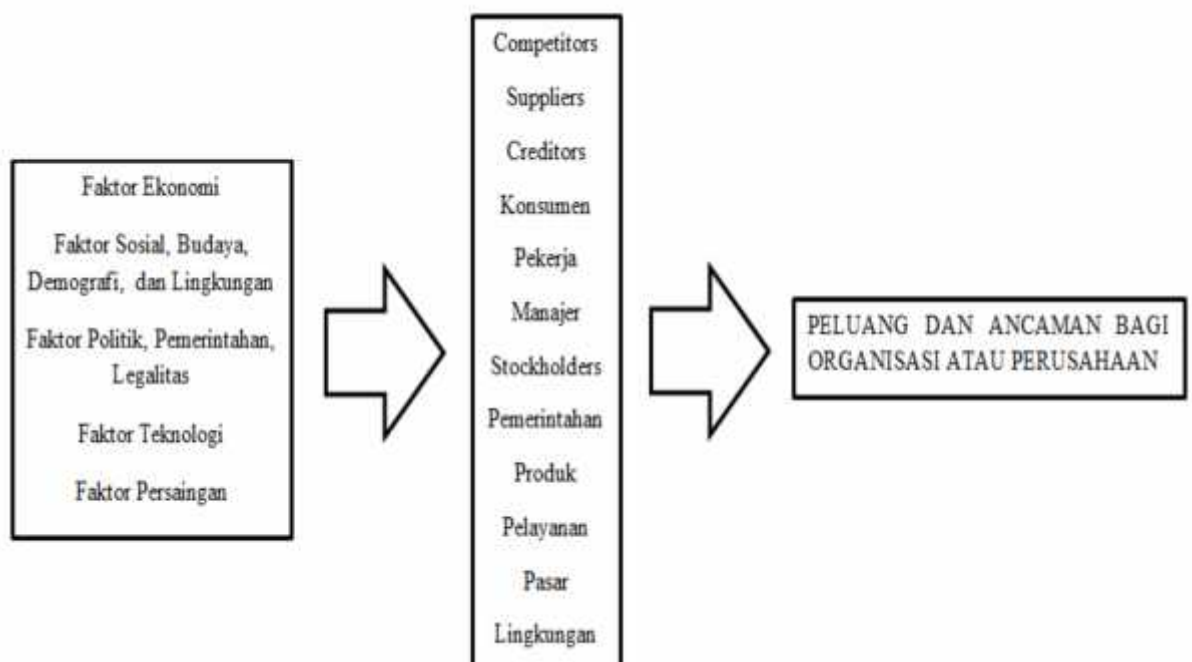 Faktor Ekonomi
Faktor Sosial, Budaya,
Demografi, dan Lingkungan
Faktor Politik, Pemerintahan,
Legalitas
Faktor Teknologi
Faktor Persaingan
Competitors
Suppliers
Creditors
Konsumen
Pekerja
Manajer
Stockholders
Pemerintahan
Produk
Pelayanan
Pasar
Lingkungan
PELUANG DAN ANCAMAN BAGI
ORGANISASI ATAU PERUSAHAAN